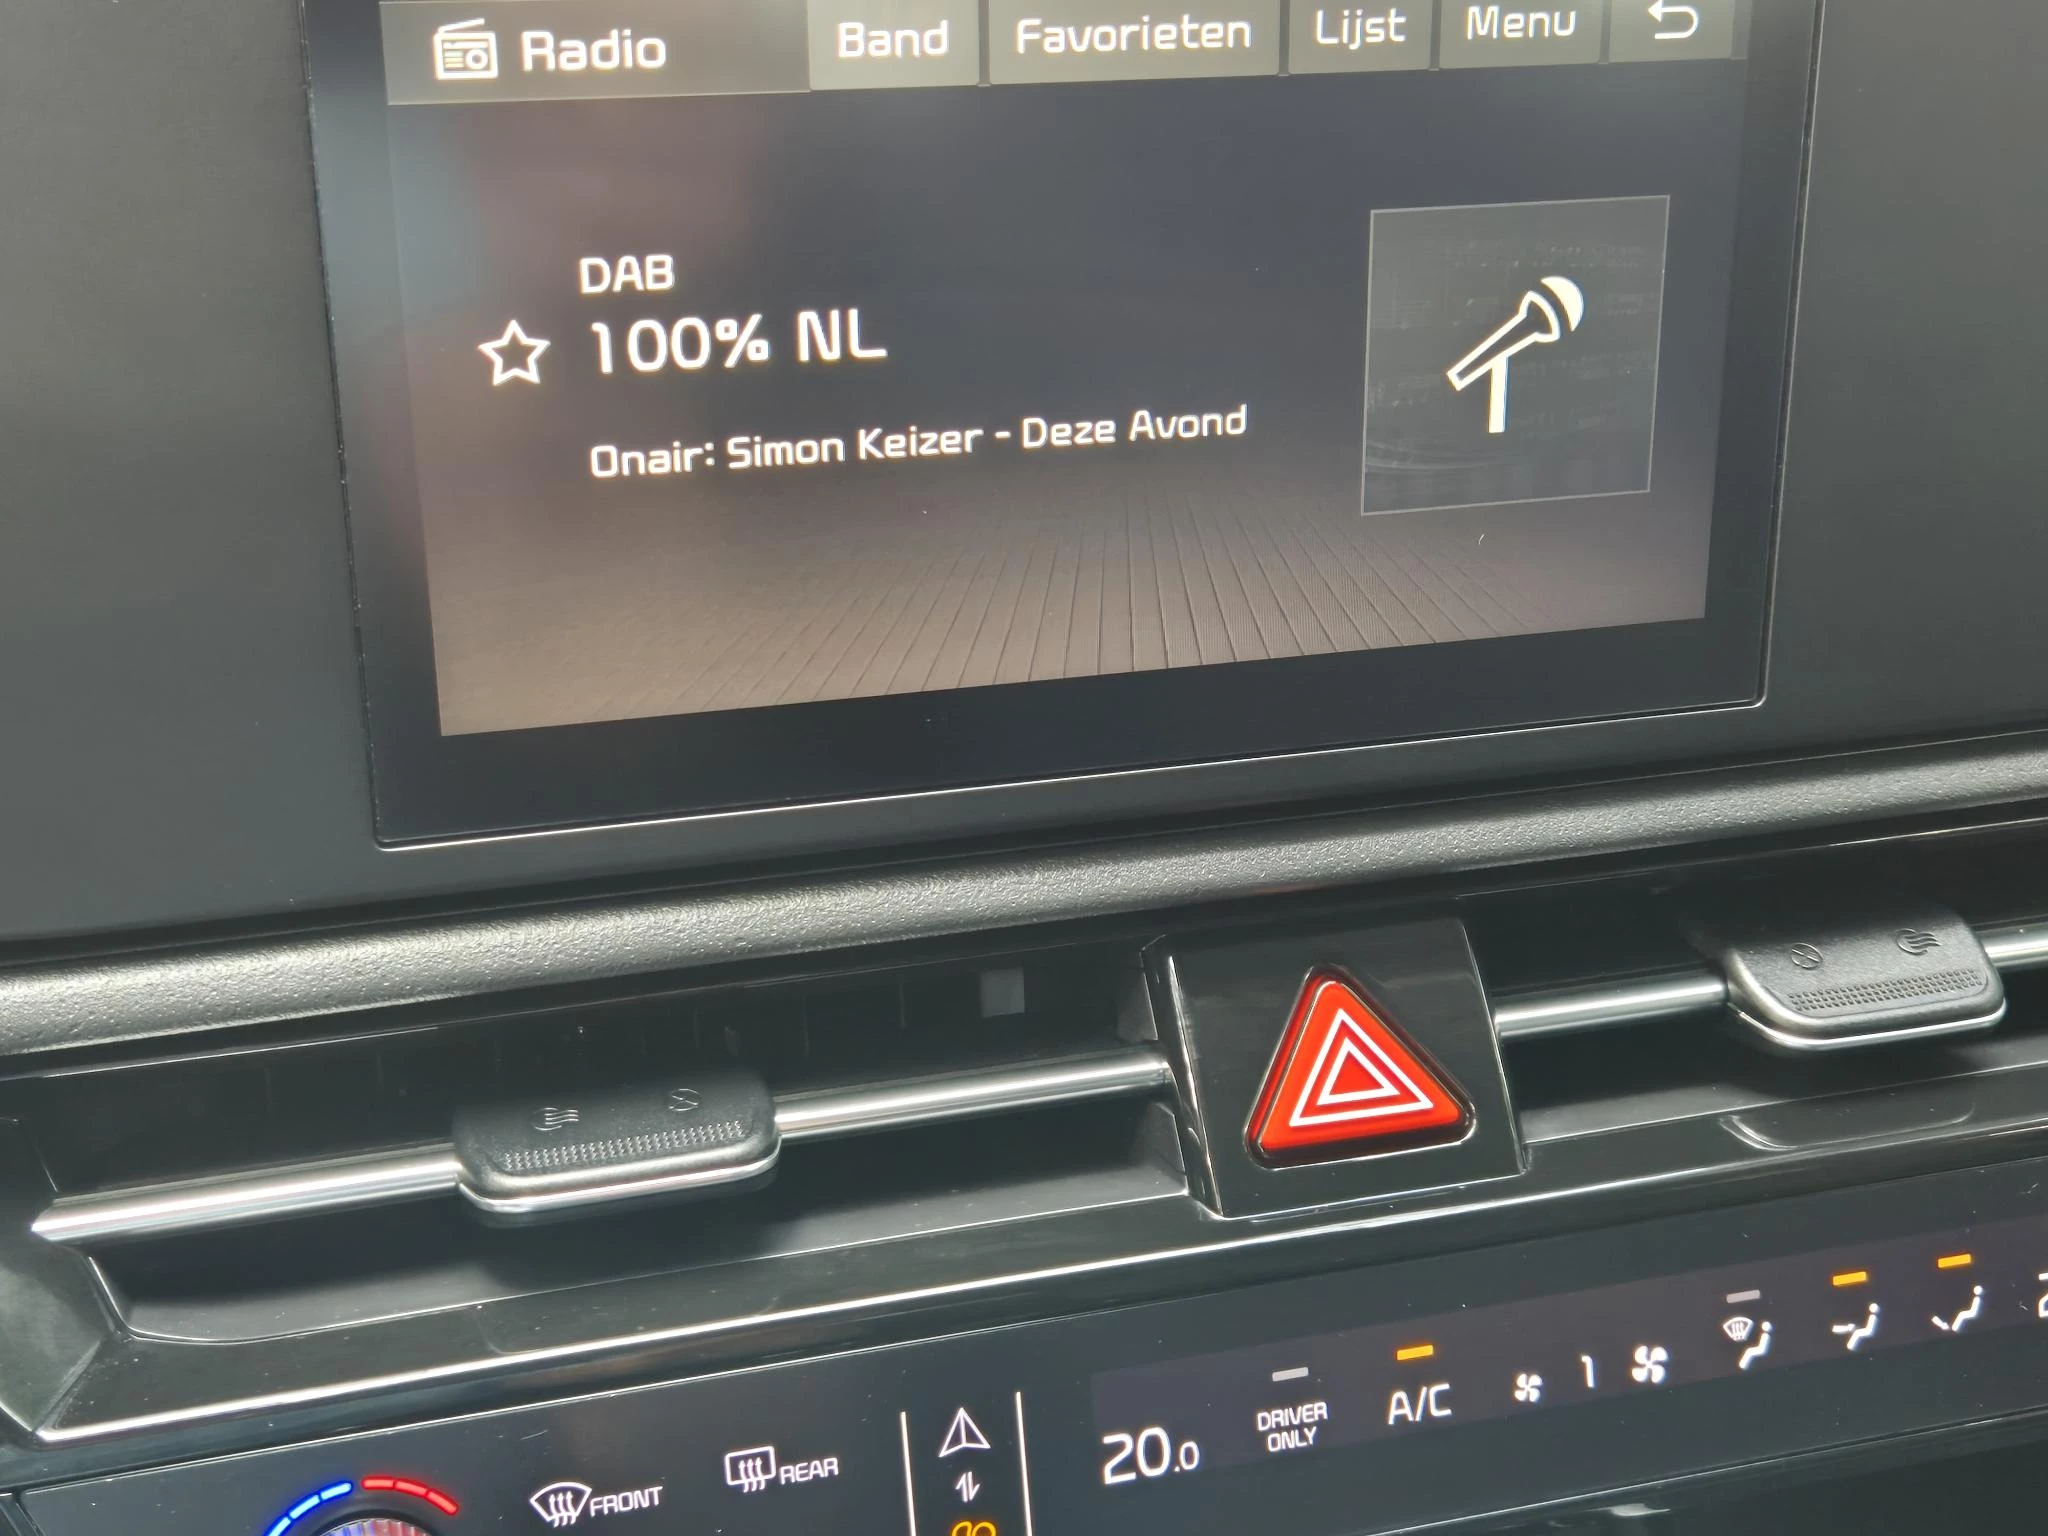 Radio Band Favorieten Lijst Menu
DAB
100% NL
Onair: Simon Keizer - Deze Avond
FRONT REAR
20.0
DRIVER ONLY
A/C
1